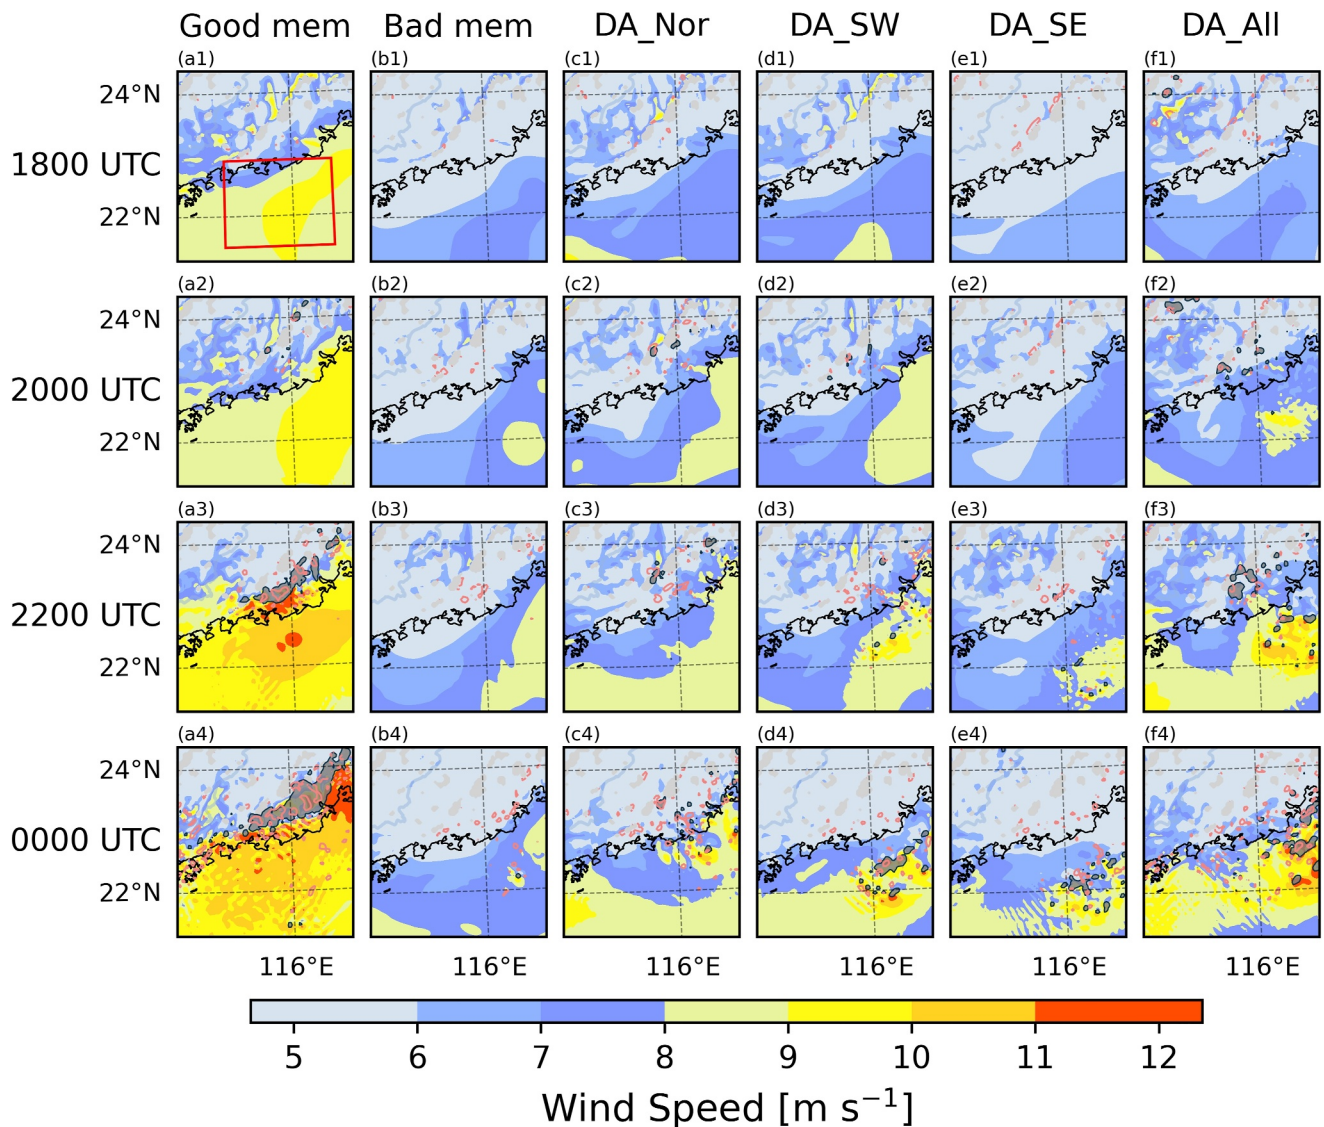 Good mem Bad mem DA_Nor DA_SW DA_SE DA_All
(a1) (b1) (c1) (d1) (e1) (f1)
24°N
1800 UTC
22°N
(a2) (b2) (c2) (d2) (e2) (f2)
24°N
2000 UTC
22°N
(a3) (b3) (c3) (d3) (e3) (f3)
24°N
2200 UTC
22°N
(a4) (b4) (c4) (d4) (e4) (f4)
24°N
0000 UTC
22°N
116°E 116°E 116°E 116°E 116°E 116°E
5 6 7 8 9 10 11 12
Wind Speed [m s⁻¹]